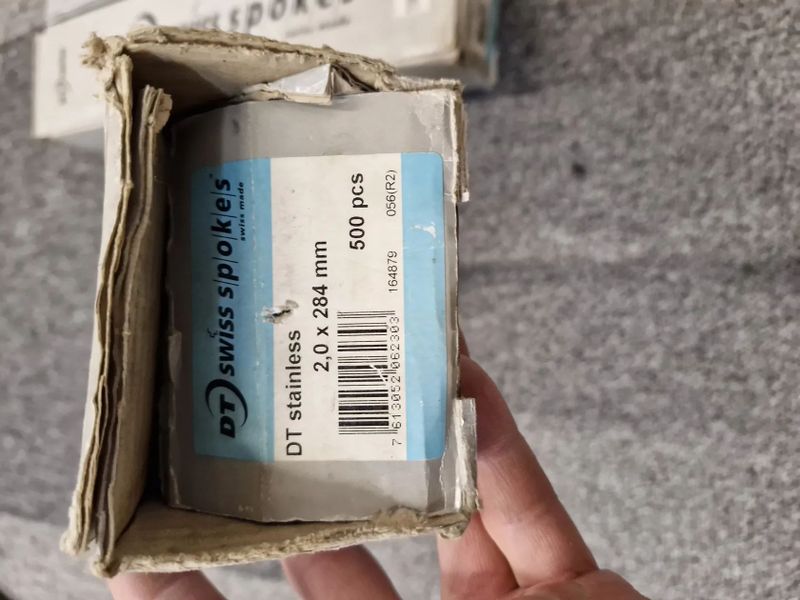 swiss spokes
DT swiss s|p|o|k|e|s
swiss made
DT stainless
2,0 x 284 mm
500 pcs
7 613052 062303
164879 056(R2)